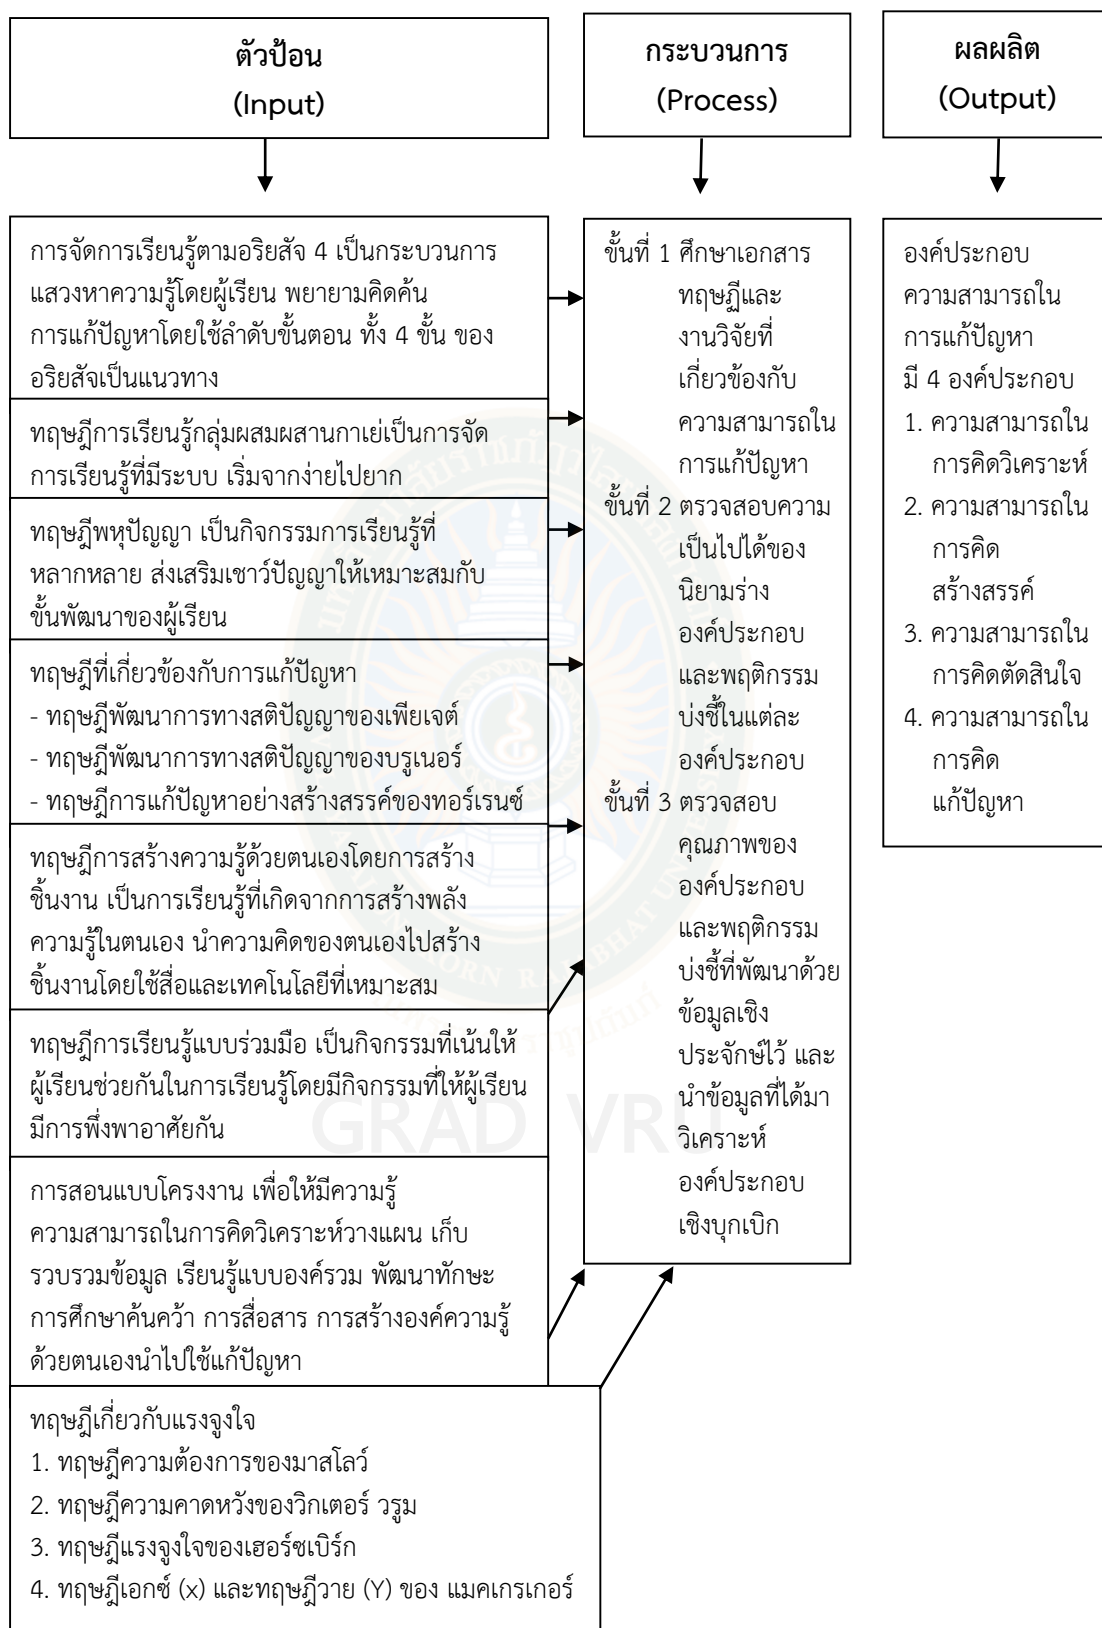 ตัวป้อน
(Input)
กระบวนการ
(Process)
ผลผลิต
(Output)
การจัดการเรียนรู้ตามอริยสัจ 4 เป็นกระบวนการ
แสวงหาความรู้โดยผู้เรียน พยายามคิดค้น
การแก้ปัญหาโดยใช้ลำดับขั้นตอน ทั้ง 4 ขั้น ของ
อริยสัจเป็นแนวทาง
ทฤษฎีการเรียนรู้กลุ่มผสมผสานกาเย่เป็นการจัด
การเรียนรู้ที่มีระบบ เริ่มจากง่ายไปยาก
ทฤษฎีพหุปัญญา เป็นกิจกรรมการเรียนรู้ที่
หลากหลาย ส่งเสริมเชาว์ปัญญาให้เหมาะสมกับ
ขั้นพัฒนาของผู้เรียน
ทฤษฎีที่เกี่ยวข้องกับการแก้ปัญหา
- ทฤษฎีพัฒนาการทางสติปัญญาของเพียเจต์
- ทฤษฎีพัฒนาการทางสติปัญญาของบรูเนอร์
- ทฤษฎีการแก้ปัญหาอย่างสร้างสรรค์ของทอร์เรนซ์
ทฤษฎีการสร้างความรู้ด้วยตนเองโดยการสร้าง
ชิ้นงาน เป็นการเรียนรู้ที่เกิดจากการสร้างพลัง
ความรู้ในตนเอง นำความคิดของตนเองไปสร้าง
ชิ้นงานโดยใช้สื่อและเทคโนโลยีที่เหมาะสม
ทฤษฎีการเรียนรู้แบบร่วมมือ เป็นกิจกรรมที่เน้นให้
ผู้เรียนช่วยกันในการเรียนรู้โดยมีกิจกรรมที่ให้ผู้เรียน
มีการพึ่งพาอาศัยกัน
การสอนแบบโครงงาน เพื่อให้มีความรู้
ความสามารถในการคิดวิเคราะห์วางแผน เก็บ
รวบรวมข้อมูล เรียนรู้แบบองค์รวม พัฒนาทักษะ
การศึกษาค้นคว้า การสื่อสาร การสร้างองค์ความรู้
ด้วยตนเองนำไปใช้แก้ปัญหา
ทฤษฎีเกี่ยวกับแรงจูงใจ
1. ทฤษฎีความต้องการของมาสโลว์
2. ทฤษฎีความคาดหวังของวิกเตอร์ วรูม
3. ทฤษฎีแรงจูงใจของเฮอร์ซเบิร์ก
4. ทฤษฎีเอกซ์ (x) และทฤษฎีวาย (Y) ของ แมคเกรเกอร์
ขั้นที่ 1 ศึกษาเอกสาร
ทฤษฏีและ
งานวิจัยที่
เกี่ยวข้องกับ
ความสามารถใน
การแก้ปัญหา
ขั้นที่ 2 ตรวจสอบความ
เป็นไปได้ของ
นิยามร่าง
องค์ประกอบ
และพฤติกรรม
บ่งชี้ในแต่ละ
องค์ประกอบ
ขั้นที่ 3 ตรวจสอบ
คุณภาพของ
องค์ประกอบ
และพฤติกรรม
บ่งชี้ที่พัฒนาด้วย
ข้อมูลเชิง
ประจักษ์ไว้ และ
นำข้อมูลที่ได้มา
วิเคราะห์
องค์ประกอบ
เชิงบุกเบิก
องค์ประกอบ
ความสามารถใน
การแก้ปัญหา
มี 4 องค์ประกอบ
1. ความสามารถใน
การคิดวิเคราะห์
2. ความสามารถใน
การคิด
สร้างสรรค์
3. ความสามารถใน
การคิดตัดสินใจ
4. ความสามารถใน
การคิด
แก้ปัญหา
GRAD VRU